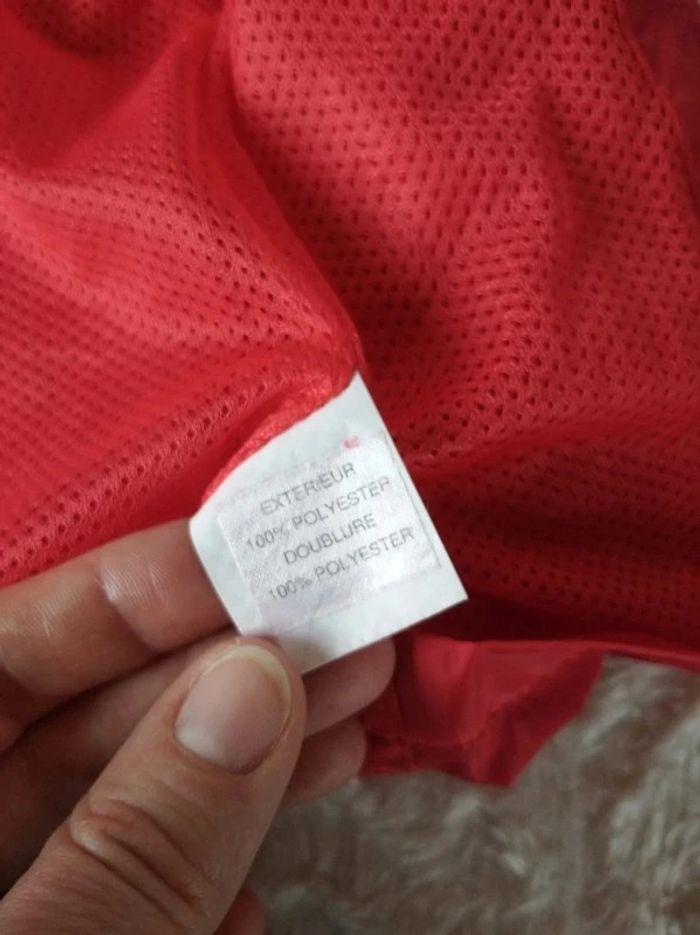 EXTERIEUR
100% POLYESTER
DOUBLURE
100% POLYESTER